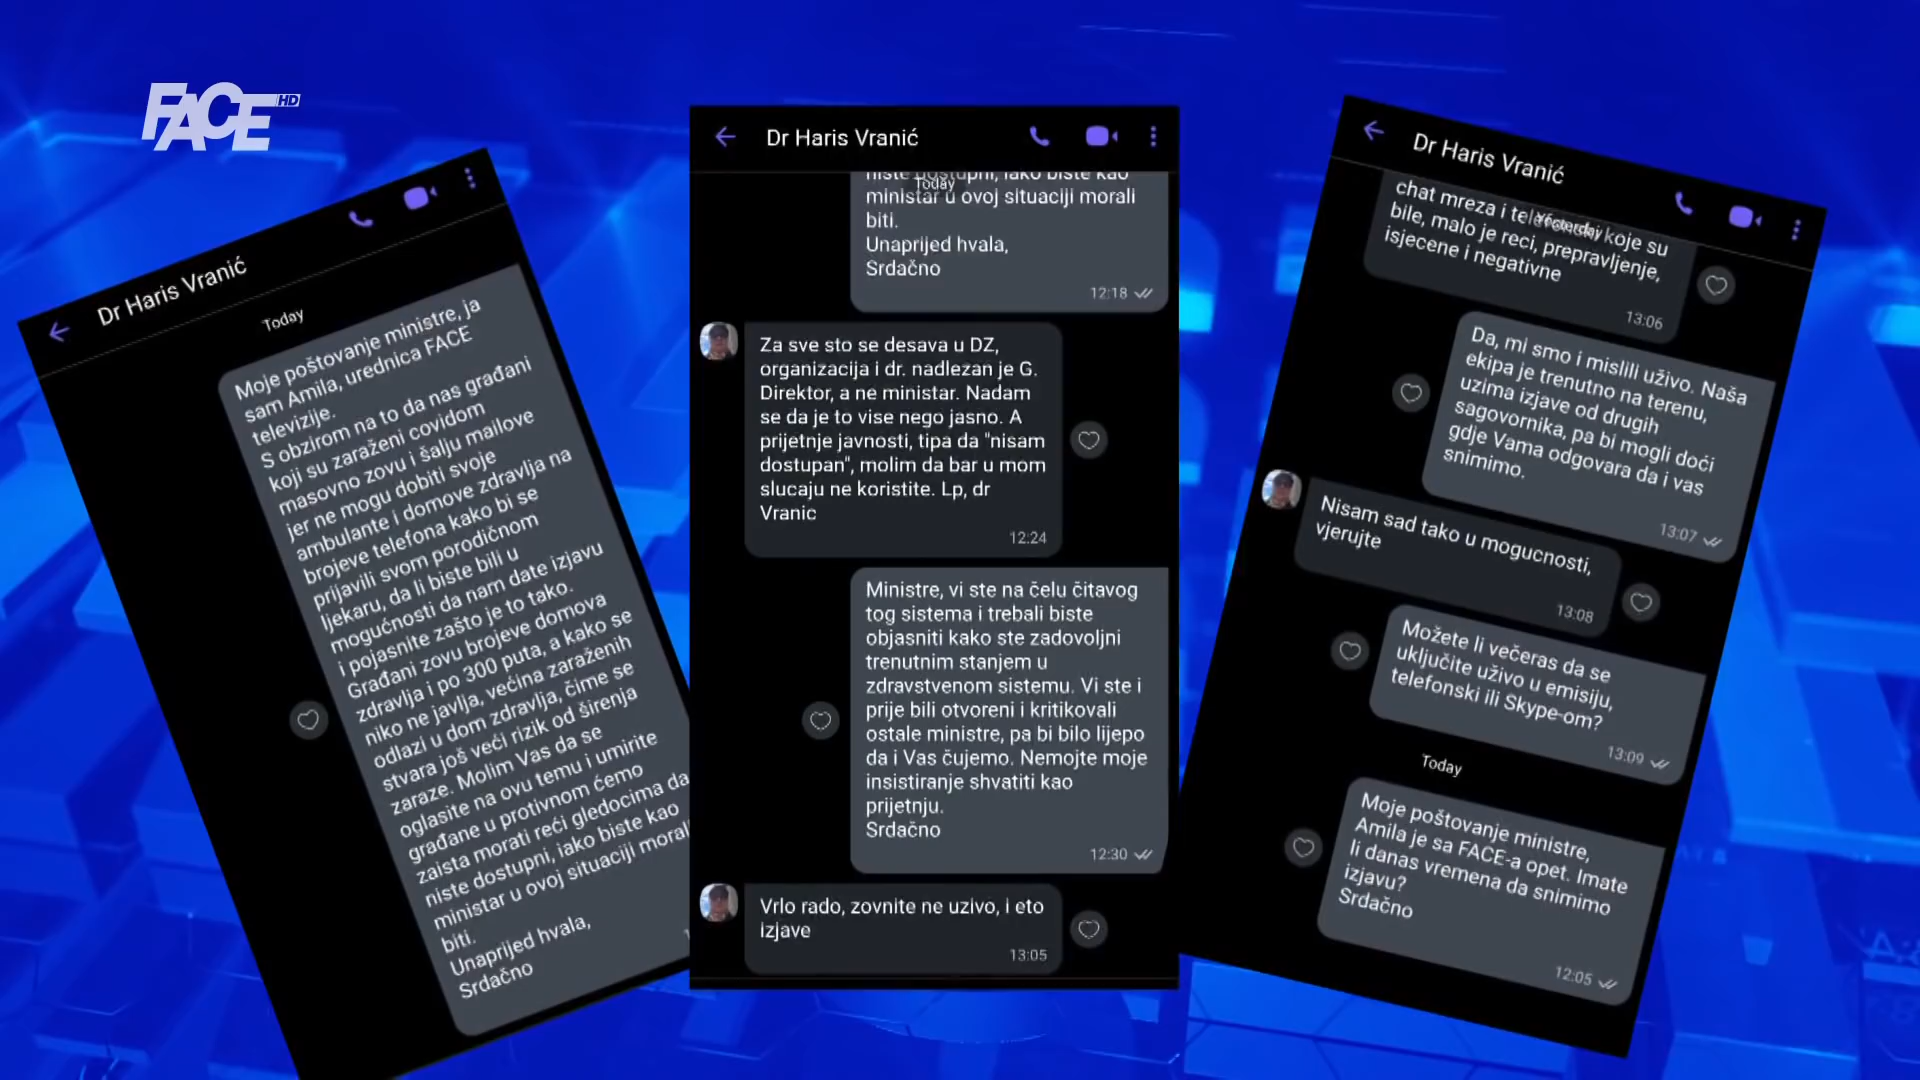 FACE HD
Dr Haris Vranić
Today
Moje poštovanje ministre, ja
sam Amila, urednica FACE
televizije.
S obzirom na to da nas građani
koji su zaraženi covidom
masovno zovu i šalju mailove
jer ne mogu dobiti svoje
ambulante i domove zdravlja na
brojeve telefona kako bi se
prijavili svom porodičnom
ljekaru, da li biste bili u
mogućnosti da nam date izjavu
i pojasnite zašto je to tako.
Građani zovu brojeve domova
zdravlja i po 300 puta, a kako se
niko ne javlja, većina zaraženih
odlazi u dom zdravlja, čime se
stvara još veći rizik od širenja
zaraze. Molim Vas da se
oglasite na ovu temu i umirite
građane u protivnom ćemo
zaista morati reći gledocima da
niste dostupni, iako biste kao
ministar u ovoj situaciji morali
biti.
Unaprijed hvala,
Srdačno
Dr Haris Vranić
niste dostupni, iako biste kao
Today
ministar u ovoj situaciji morali
biti.
Unaprijed hvala,
Srdačno
12:18
Za sve sto se desava u DZ,
organizacija i dr. nadlezan je G.
Direktor, a ne ministar. Nadam
se da je to vise nego jasno. A
prijetnje javnosti, tipa da "nisam
dostupan", molim da bar u mom
slucaju ne koristite. Lp, dr
Vranic
12:24
Ministre, vi ste na čelu čitavog
tog sistema i trebali biste
objasniti kako ste zadovoljni
trenutnim stanjem u
zdravstvenom sistemu. Vi ste i
prije bili otvoreni i kritikovali
ostale ministre, pa bi bilo lijepo
da i Vas čujemo. Nemojte moje
insistiranje shvatiti kao
prijetnju.
Srdačno
12:30
Vrlo rado, zovnite ne uzivo, i eto
izjave
13:05
Dr Haris Vranić
chat mreza i telefonski koje su
Yesterday
bile, malo je reci, prepravljenje,
isjecene i negativne
13:06
Da, mi smo i mislili uživo. Naša
ekipa je trenutno na terenu,
uzima izjave od drugih
sagovornika, pa bi mogli doći
gdje Vama odgovara da i vas
snimimo.
13:07
Nisam sad tako u mogucnosti,
vjerujte
13:08
Možete li večeras da se
uključite uživo u emisiju,
telefonski ili Skype-om?
13:09
Today
Moje poštovanje ministre,
Amila je sa FACE-a opet. Imate
li danas vremena da snimimo
izjavu?
Srdačno
12:05